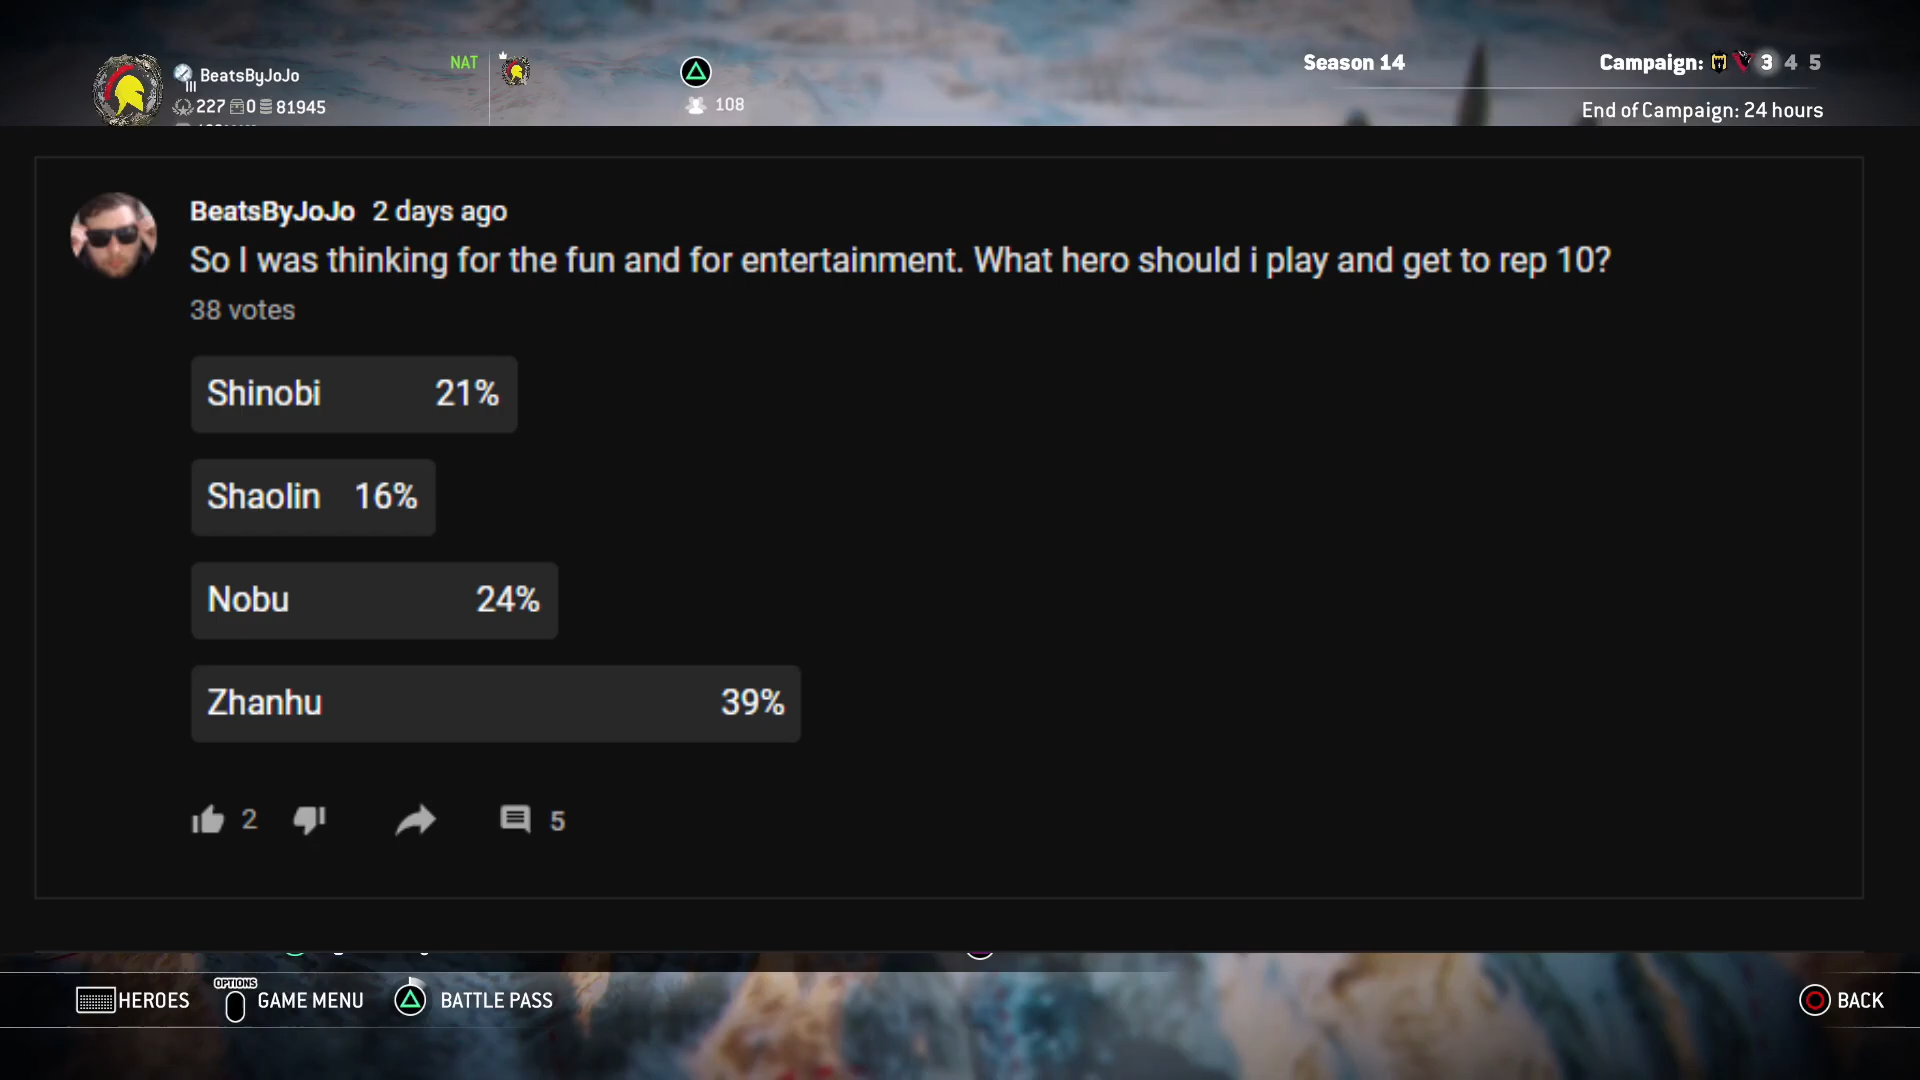 BeatsByJoJo
227 0 81945
NAT
108
Season 14
Campaign: 3 4 5
End of Campaign: 24 hours
BeatsByJoJo 2 days ago
So I was thinking for the fun and for entertainment. What hero should i play and get to rep 10?
38 votes
Shinobi 21%
Shaolin 16%
Nobu 24%
Zhanhu 39%
2 5
HEROES
OPTIONS
GAME MENU
BATTLE PASS
BACK